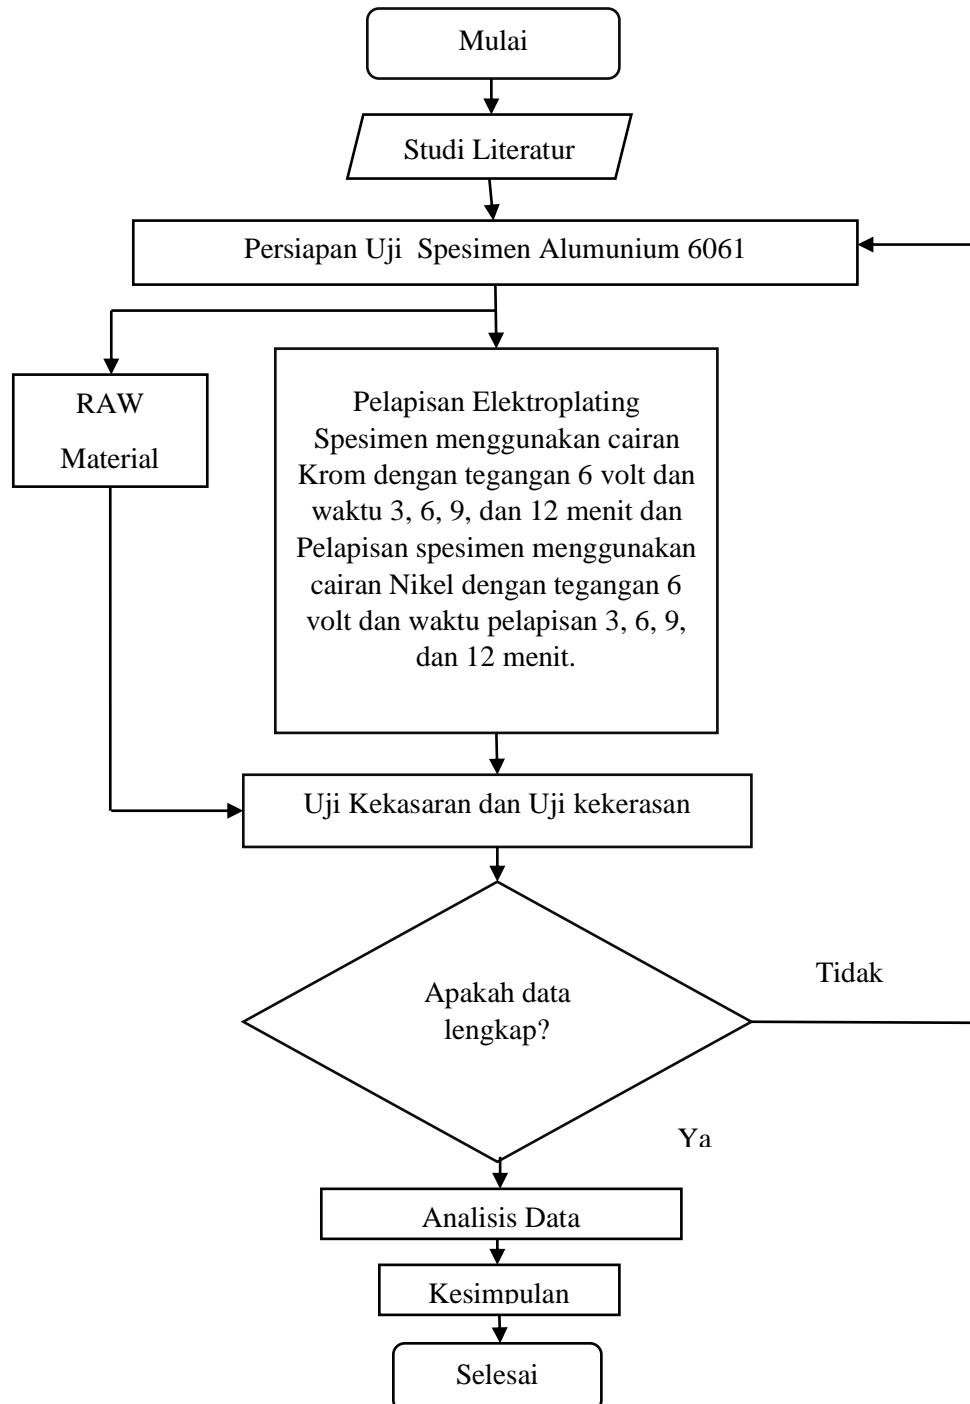 Mulai
Studi Literatur
Persiapan Uji  Spesimen Alumunium 6061
RAW
Material
Pelapisan Elektroplating
Spesimen menggunakan cairan
Krom dengan tegangan 6 volt dan
waktu 3, 6, 9, dan 12 menit dan
Pelapisan spesimen menggunakan
cairan Nikel dengan tegangan 6
volt dan waktu pelapisan 3, 6, 9,
dan 12 menit.
Uji Kekasaran dan Uji kekerasan
Apakah data
lengkap?
Tidak
Ya
Analisis Data
Kesimpulan
Selesai